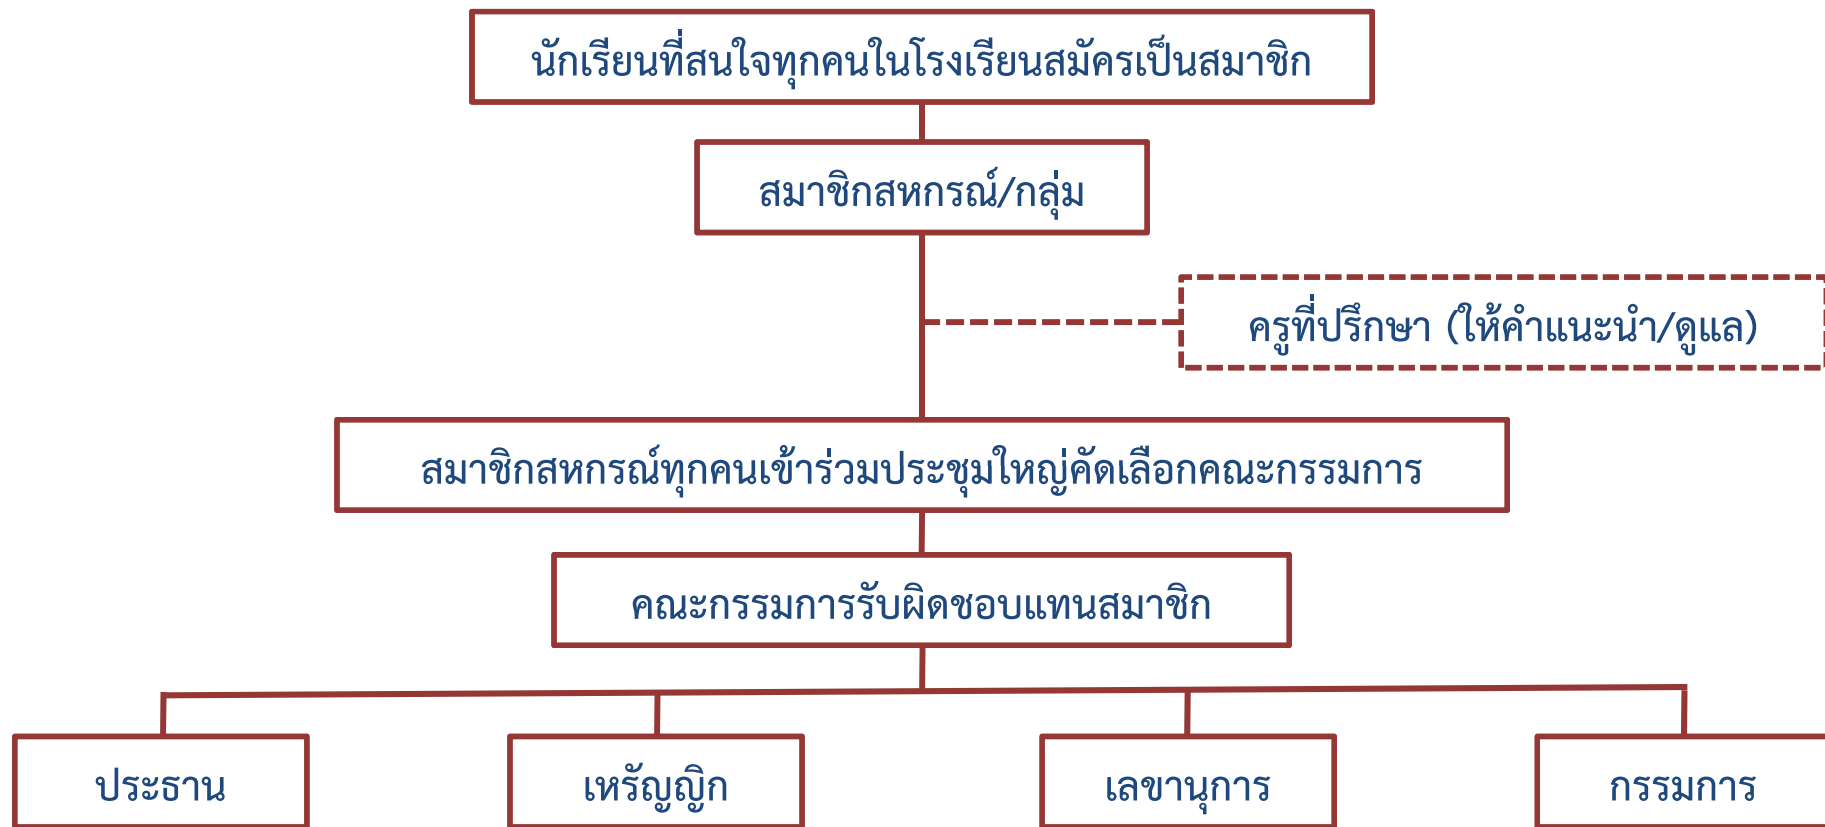 นักเรียนที่สนใจทุกคนในโรงเรียนสมัครเป็นสมาชิก
สมาชิกสหกรณ์/กลุ่ม
ครูที่ปรึกษา (ให้คำแนะนำ/ดูแล)
สมาชิกสหกรณ์ทุกคนเข้าร่วมประชุมใหญ่คัดเลือกคณะกรรมการ
คณะกรรมการรับผิดชอบแทนสมาชิก
ประธาน
เหรัญญิก
เลขานุการ
กรรมการ